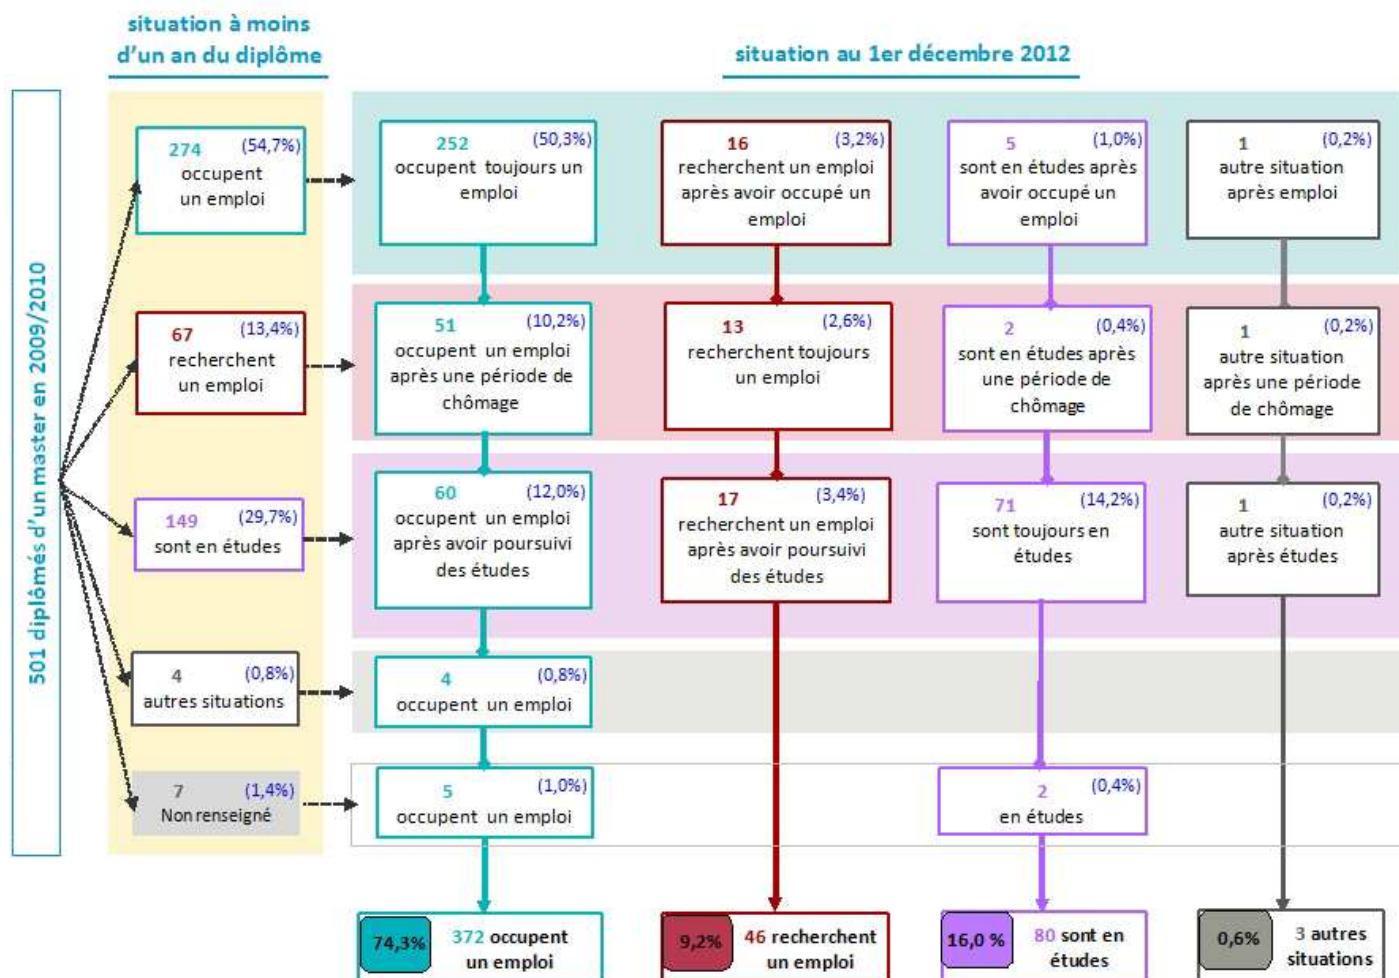 situation à moins
d'un an du diplôme
situation au 1er décembre 2012
501 diplômés d'un master en 2009/2010
274 (54,7%)
occupent
un emploi
252 (50,3%)
occupent toujours un
emploi
16 (3,2%)
recherchent un emploi
après avoir occupé un
emploi
5 (1,0%)
sont en études après
avoir occupé un
emploi
1 (0,2%)
autre situation
après emploi
67 (13,4%)
recherchent
un emploi
51 (10,2%)
occupent un emploi
après une période de
chômage
13 (2,6%)
recherchent toujours
un emploi
2 (0,4%)
sont en études après
une période de
chômage
1 (0,2%)
autre situation
après une période
de chômage
149 (29,7%)
sont en études
60 (12,0%)
occupent un emploi
après avoir poursuivi
des études
17 (3,4%)
recherchent un emploi
après avoir poursuivi
des études
71 (14,2%)
sont toujours en
études
1 (0,2%)
autre situation
après études
4 (0,8%)
autres situations
4 (0,8%)
occupent un emploi
7 (1,4%)
Non renseigné
5 (1,0%)
occupent un emploi
2 (0,4%)
en études
74,3% 372 occupent
un emploi
9,2% 46 recherchent
un emploi
16,0 % 80 sont en
études
0,6% 3 autres
situations